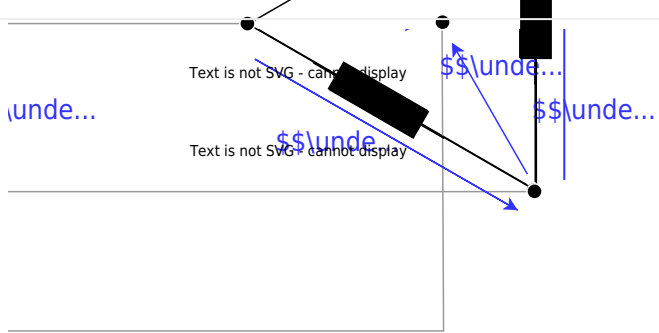 $$\unde...
Text is not SVG - cannot display
\unde...
$$\unde...
$$\unde...
Text is not SVG - cannot display